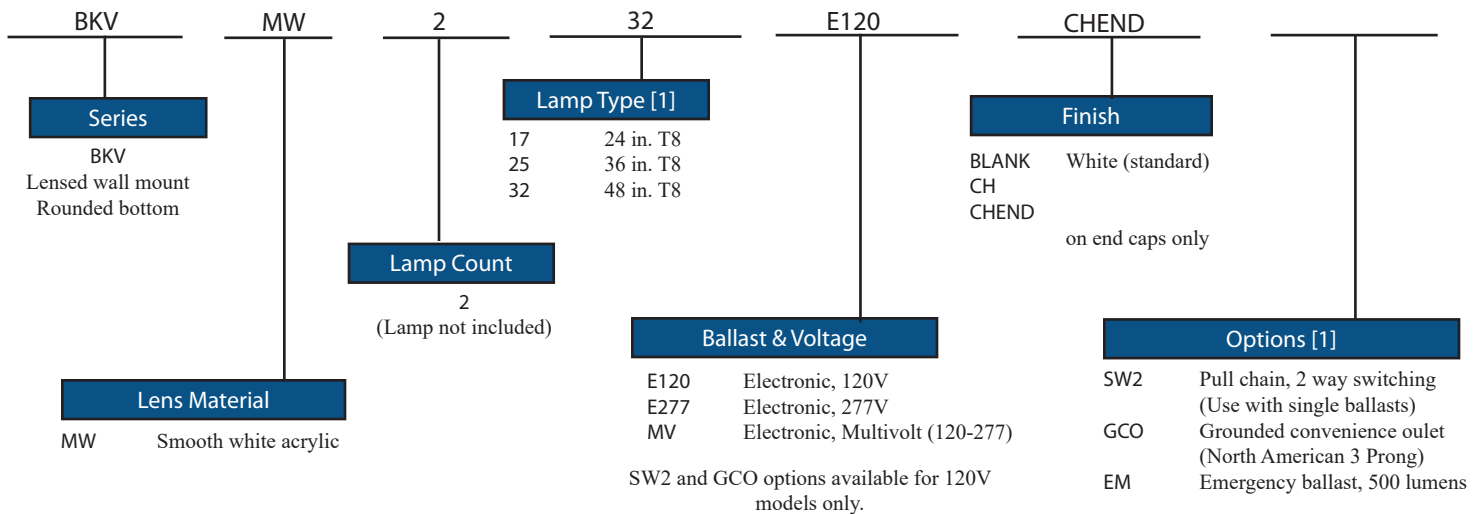 BKV MW 2 32 E120 CHEND
Series
BKV
Lensed wall mount
Rounded bottom
Lens Material
MW Smooth white acrylic
Lamp Count
2
(Lamp not included)
Lamp Type [1]
17 24 in. T8
25 36 in. T8
32 48 in. T8
Ballast & Voltage
E120 Electronic, 120V
E277 Electronic, 277V
MV Electronic, Multivolt (120-277)
SW2 and GCO options available for 120V
models only.
Finish
BLANK White (standard)
CH
CHEND
on end caps only
Options [1]
SW2 Pull chain, 2 way switching
(Use with single ballasts)
GCO Grounded convenience oulet
(North American 3 Prong)
EM Emergency ballast, 500 lumens